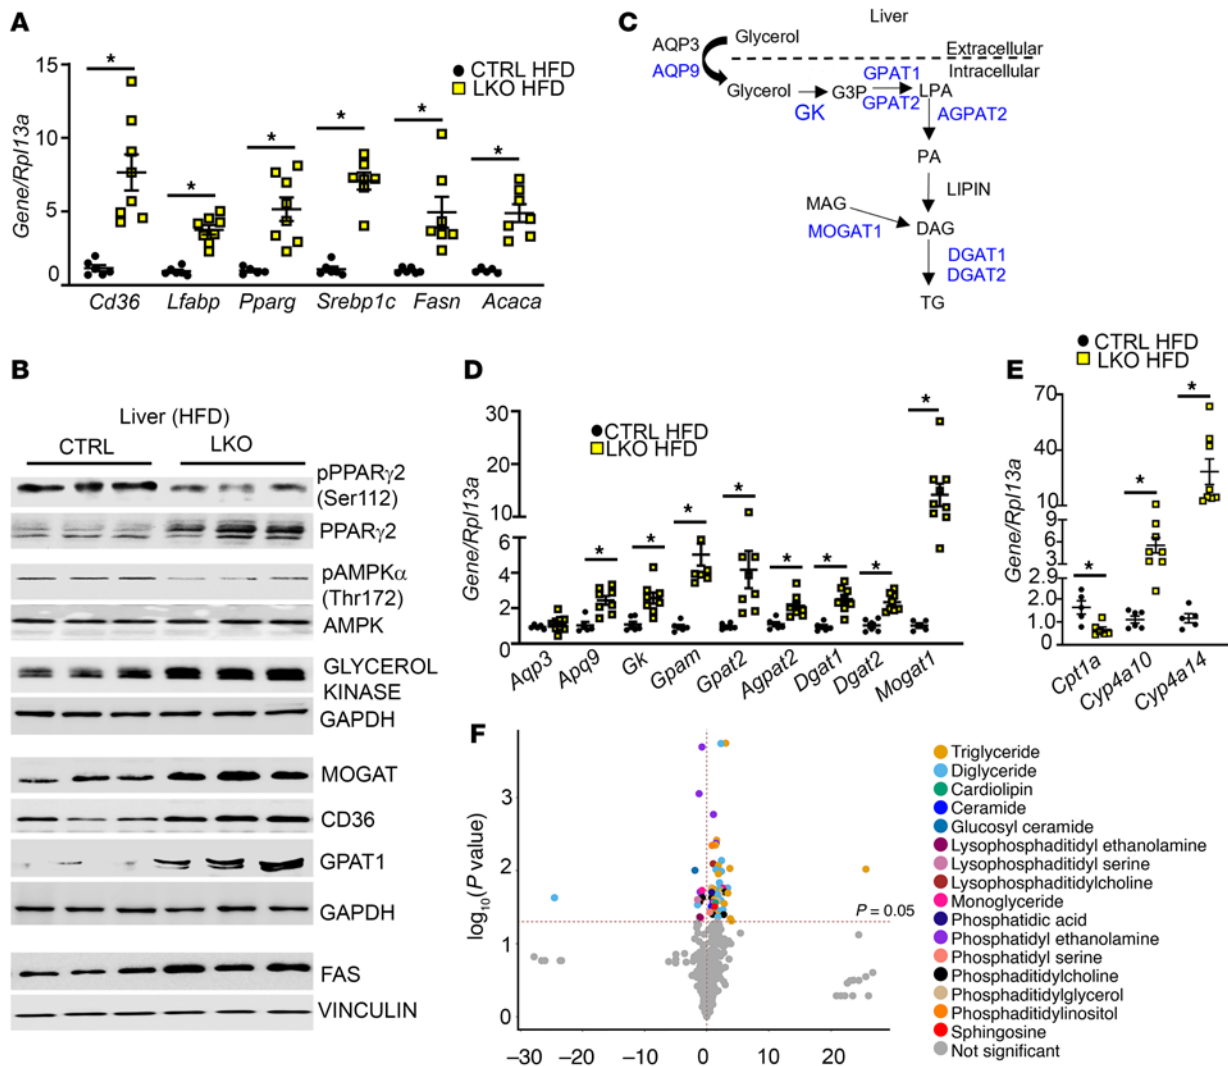 A
CTRL HFD
LKO HFD
Gene/Rpl13a
15
10
5
0
* * * * * *
Cd36 Lfabp Pparg Srebp1c Fasn Acaca
C
Liver
AQP3 Glycerol
AQP9
Extracellular
Intracellular
Glycerol G3P LPA
GK
GPAT1
GPAT2
AGPAT2
PA
LIPIN
MAG
MOGAT1
DAG
DGAT1
DGAT2
TG
B
Liver (HFD)
CTRL LKO
pPPARγ2
(Ser112)
PPARγ2
pAMPKα
(Thr172)
AMPK
GLYCEROL
KINASE
GAPDH
MOGAT
CD36
GPAT1
GAPDH
FAS
VINCULIN
D
CTRL HFD
LKO HFD
Gene/Rpl13a
30
20
10
6
4
2
0
* * * * * * * *
Aqp3 Apq9 Gk Gpam Gpat2 Agpat2 Dgat1 Dgat2 Mogat1
E
CTRL HFD
LKO HFD
Gene/Rpl13a
70
40
10
9
6
3
2.9
2.0
1.0
0
* * *
Cpt1a Cyp4a10 Cyp4a14
F
log10(P value)
3
2
1
0
P = 0.05
−30 −20 −10 0 10 20
Triglyceride
Diglyceride
Cardiolipin
Ceramide
Glucosyl ceramide
Lysophosphaditidyl ethanolamine
Lysophosphaditidyl serine
Lysophosphaditidylcholine
Monoglyceride
Phosphatidic acid
Phosphatidyl ethanolamine
Phosphatidyl serine
Phosphaditidylcholine
Phosphaditidylglycerol
Phosphaditidylinositol
Sphingosine
Not significant